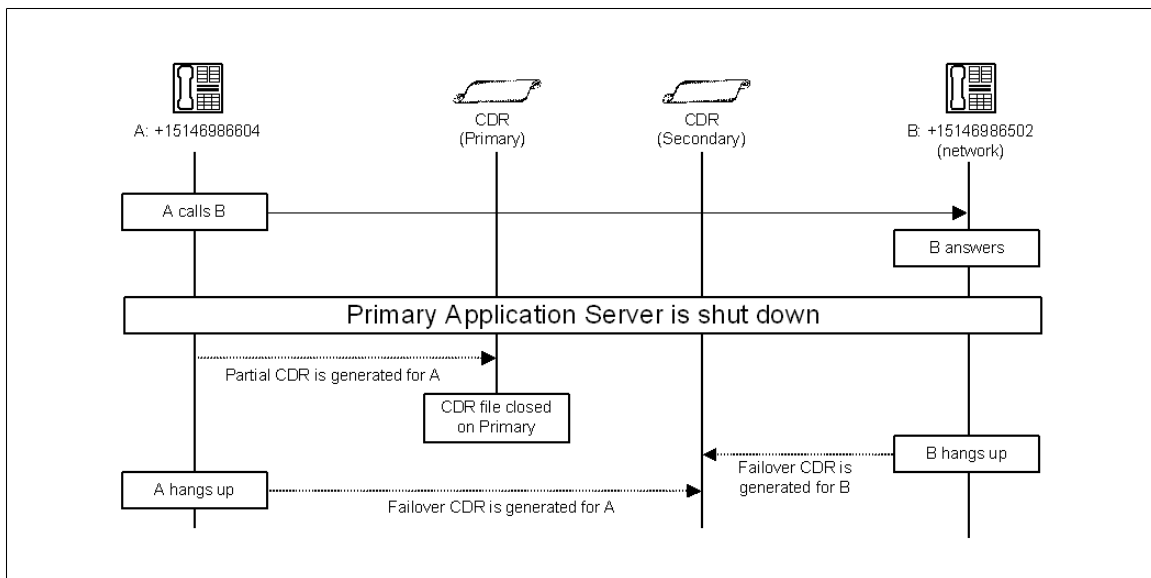 A: +15146986604
CDR
(Primary)
CDR
(Secondary)
B: +15146986502
(network)
A calls B
B answers
Primary Application Server is shut down
Partial CDR is generated for A
CDR file closed
on Primary
B hangs up
Failover CDR is
generated for B
A hangs up
Failover CDR is generated for A